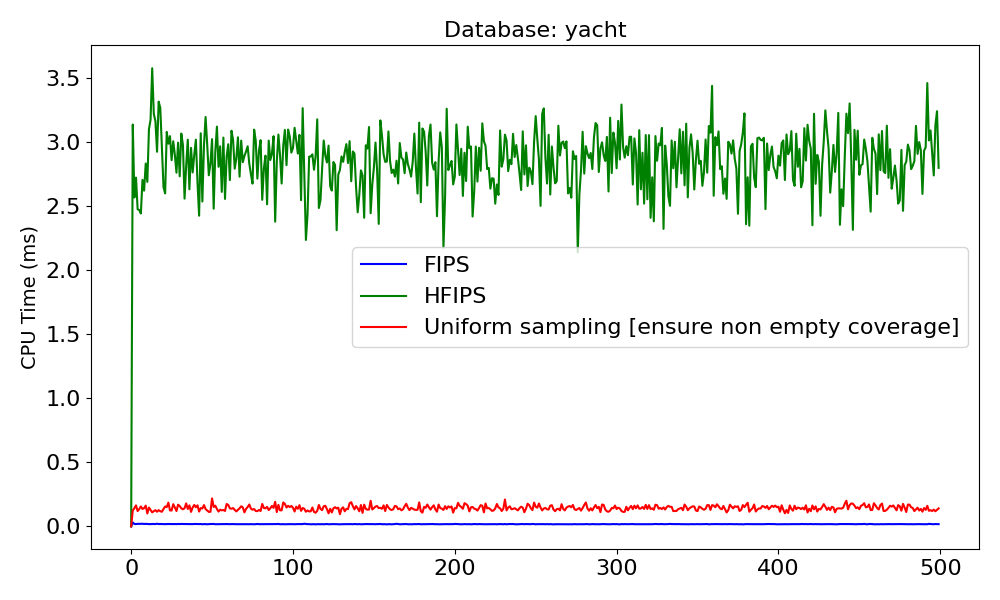 Database: yacht
CPU Time (ms)
3.5
3.0
2.5
2.0
1.5
1.0
0.5
0.0
FIPS
HFIPS
Uniform sampling [ensure non empty coverage]
0 100 200 300 400 500